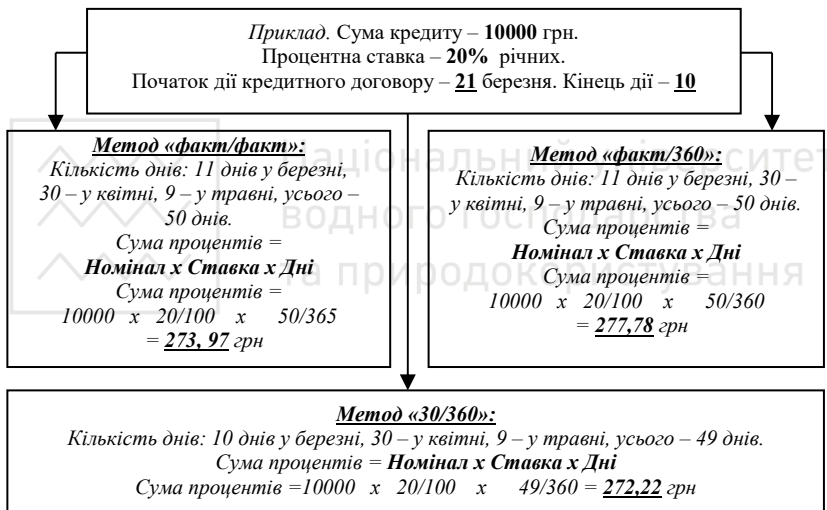 Приклад. Сума кредиту – 10000 грн.
Процентна ставка – 20% річних.
Початок дії кредитного договору – 21 березня. Кінець дії – 10
Метод «факт/факт»:
Кількість днів: 11 днів у березні,
30 – у квітні, 9 – у травні, усього –
50 днів.
Сума процентів =
Номінал х Ставка х Дні
Сума процентів =
10000 х 20/100 х 50/365
= 273, 97 грн
Метод «факт/360»:
Кількість днів: 11 днів у березні, 30 –
у квітні, 9 – у травні, усього – 50 днів.
Сума процентів =
Номінал х Ставка х Дні
Сума процентів =
10000 х 20/100 х 50/360
= 277,78 грн
Метод «30/360»:
Кількість днів: 10 днів у березні, 30 – у квітні, 9 – у травні, усього – 49 днів.
Сума процентів = Номінал х Ставка х Дні
Сума процентів =10000 х 20/100 х 49/360 = 272,22 грн